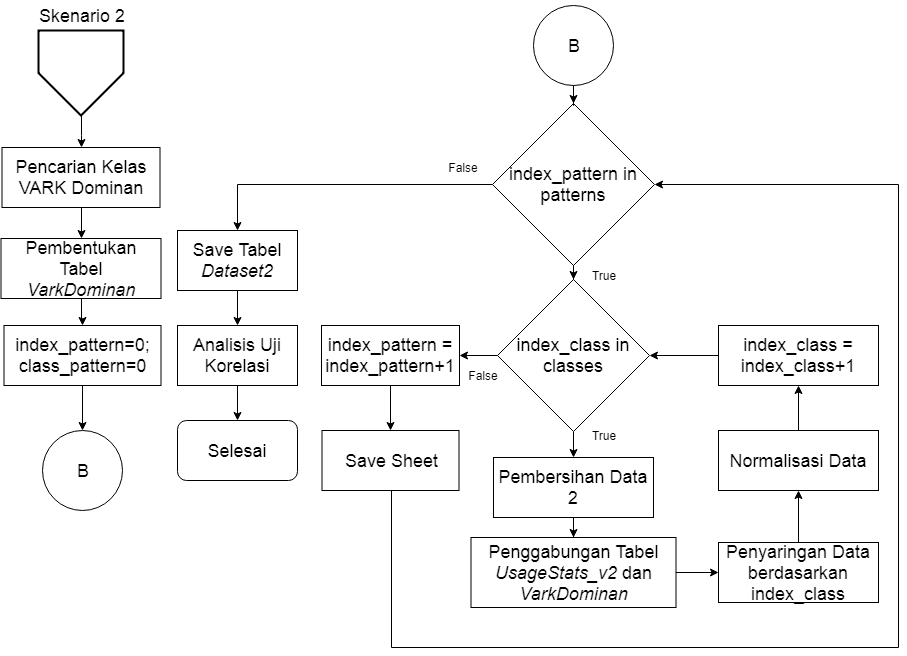 Skenario 2
Pencarian Kelas
VARK Dominan
Pembentukan
Tabel
VarkDominan
index_pattern=0;
class_pattern=0
B
B
index_pattern in
patterns
False
True
Save Tabel
Dataset2
Analisis Uji
Korelasi
Selesai
index_class in
classes
False
True
index_pattern =
index_pattern+1
Save Sheet
Pembersihan Data
2
Penggabungan Tabel
UsageStats_v2 dan
VarkDominan
Penyaringan Data
berdasarkan
index_class
Normalisasi Data
index_class =
index_class+1